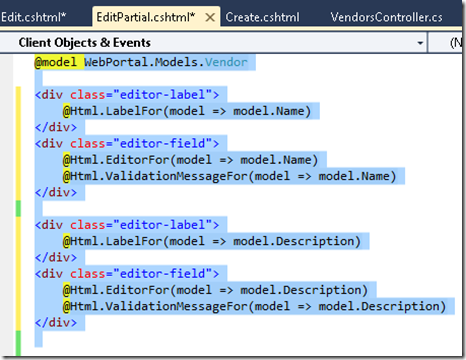 Edit.cshtml* EditPartial.cshtml* X Create.cshtml VendorsController.cs
Client Objects & Events (N
@model WebPortal.Models.Vendor
<div class="editor-label">
@Html.LabelFor(model => model.Name)
</div>
<div class="editor-field">
@Html.EditorFor(model => model.Name)
@Html.ValidationMessageFor(model => model.Name)
</div>
<div class="editor-label">
@Html.LabelFor(model => model.Description)
</div>
<div class="editor-field">
@Html.EditorFor(model => model.Description)
@Html.ValidationMessageFor(model => model.Description)
</div>